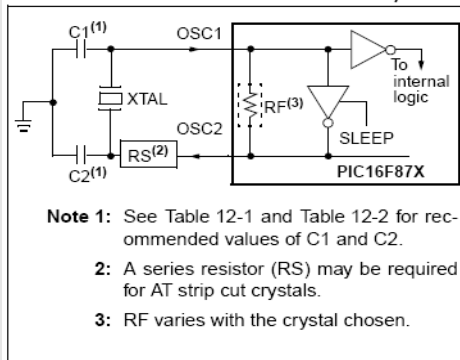 C1(1)
OSC1
To
internal
logic
XTAL
RF(3)
OSC2
SLEEP
RS(2)
C2(1)
PIC16F87X
Note 1: See Table 12-1 and Table 12-2 for rec-
ommended values of C1 and C2.
2: A series resistor (RS) may be required
for AT strip cut crystals.
3: RF varies with the crystal chosen.